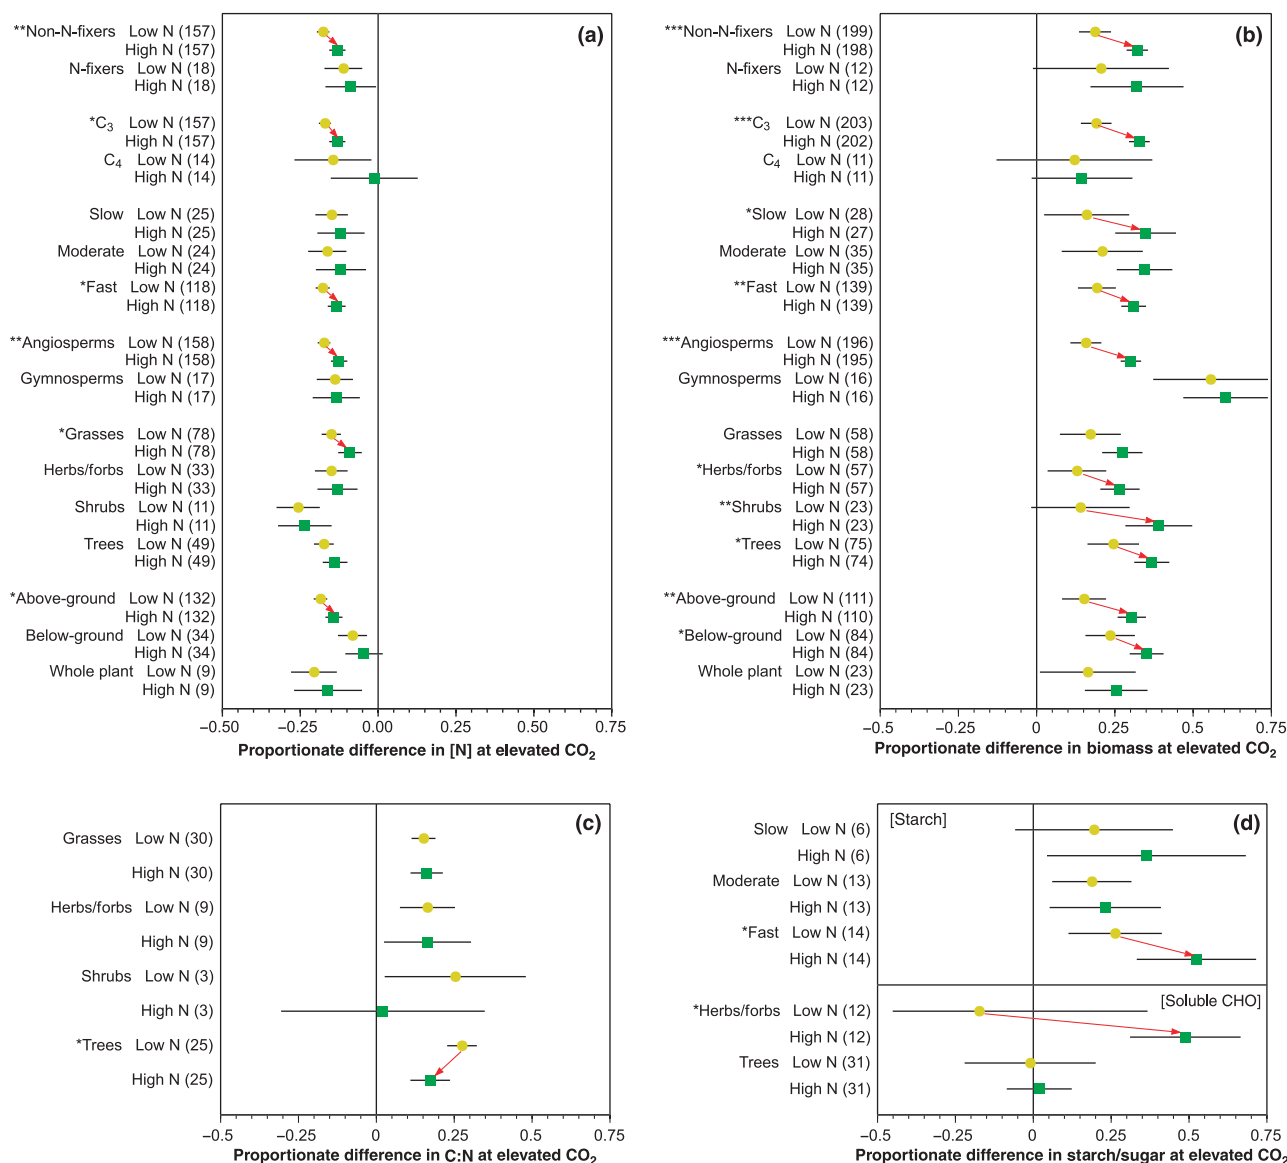 (a)
**Non-N-fixers Low N (157)
High N (157)
N-fixers Low N (18)
High N (18)
*C₃ Low N (157)
High N (157)
C₄ Low N (14)
High N (14)
Slow Low N (25)
High N (25)
Moderate Low N (24)
High N (24)
*Fast Low N (118)
High N (118)
**Angiosperms Low N (158)
High N (158)
Gymnosperms Low N (17)
High N (17)
*Grasses Low N (78)
High N (78)
Herbs/forbs Low N (33)
High N (33)
Shrubs Low N (11)
High N (11)
Trees Low N (49)
High N (49)
*Above-ground Low N (132)
High N (132)
Below-ground Low N (34)
High N (34)
Whole plant Low N (9)
High N (9)
−0.50 −0.25 0.00 0.25 0.50 0.75
Proportionate difference in [N] at elevated CO₂
(b)
***Non-N-fixers Low N (199)
High N (198)
N-fixers Low N (12)
High N (12)
***C₃ Low N (203)
High N (202)
C₄ Low N (11)
High N (11)
*Slow Low N (28)
High N (27)
Moderate Low N (35)
High N (35)
**Fast Low N (139)
High N (139)
***Angiosperms Low N (196)
High N (195)
Gymnosperms Low N (16)
High N (16)
Grasses Low N (58)
High N (58)
*Herbs/forbs Low N (57)
High N (57)
**Shrubs Low N (23)
High N (23)
*Trees Low N (75)
High N (74)
**Above-ground Low N (111)
High N (110)
*Below-ground Low N (84)
High N (84)
Whole plant Low N (23)
High N (23)
−0.5 −0.25 0 0.25 0.50 0.75
Proportionate difference in biomass at elevated CO₂
(c)
Grasses Low N (30)
High N (30)
Herbs/forbs Low N (9)
High N (9)
Shrubs Low N (3)
High N (3)
*Trees Low N (25)
High N (25)
−0.5 −0.25 0 0.25 0.50 0.75
Proportionate difference in C:N at elevated CO₂
[Starch] (d)
Slow Low N (6)
High N (6)
Moderate Low N (13)
High N (13)
*Fast Low N (14)
High N (14)
[Soluble CHO]
*Herbs/forbs Low N (12)
High N (12)
Trees Low N (31)
High N (31)
−0.5 −0.25 0 0.25 0.50 0.75
Proportionate difference in starch/sugar at elevated CO₂